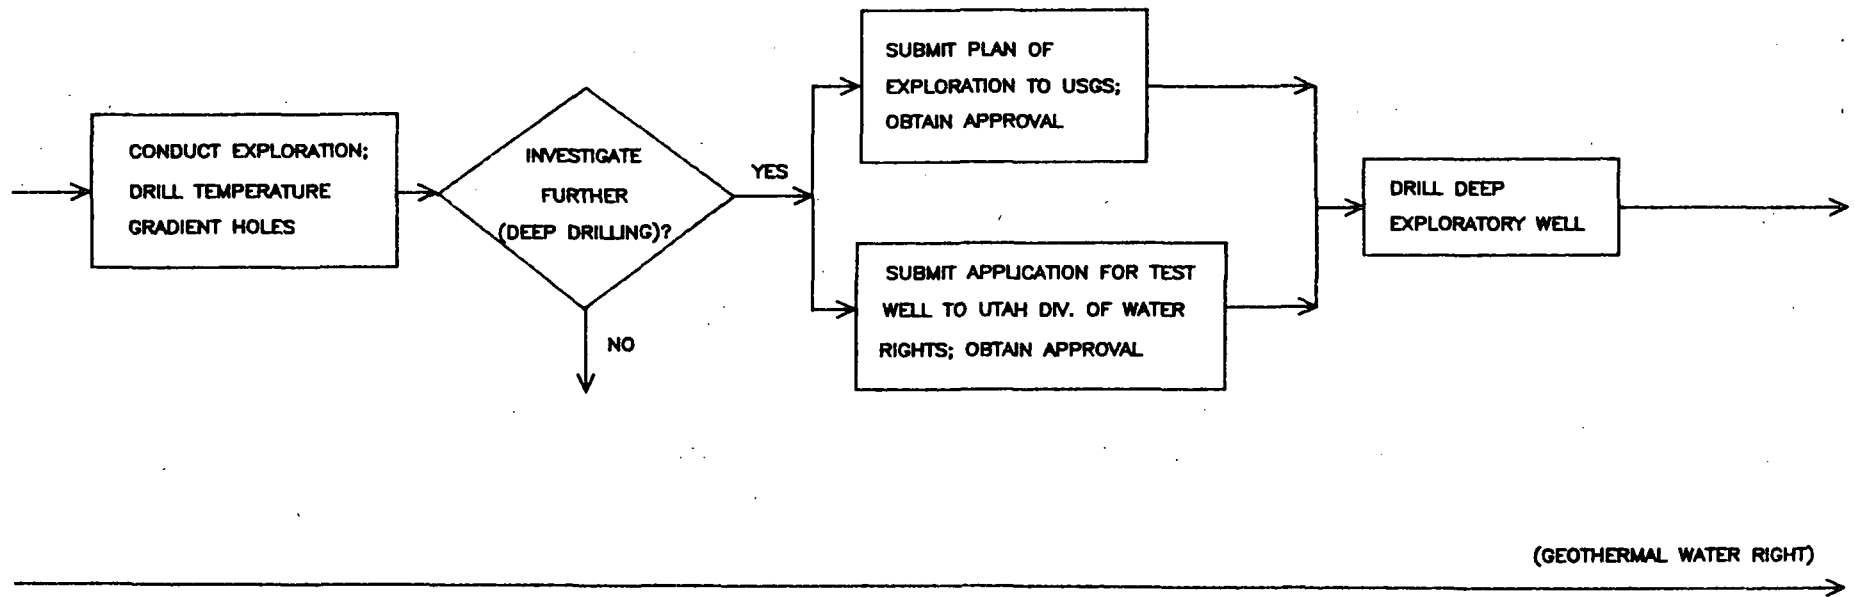 CONDUCT EXPLORATION;
DRILL TEMPERATURE
GRADIENT HOLES
INVESTIGATE
FURTHER
(DEEP DRILLING)?
YES
NO
SUBMIT PLAN OF
EXPLORATION TO USGS;
OBTAIN APPROVAL
SUBMIT APPLICATION FOR TEST
WELL TO UTAH DIV. OF WATER
RIGHTS; OBTAIN APPROVAL
DRILL DEEP
EXPLORATORY WELL
(GEOTHERMAL WATER RIGHT)